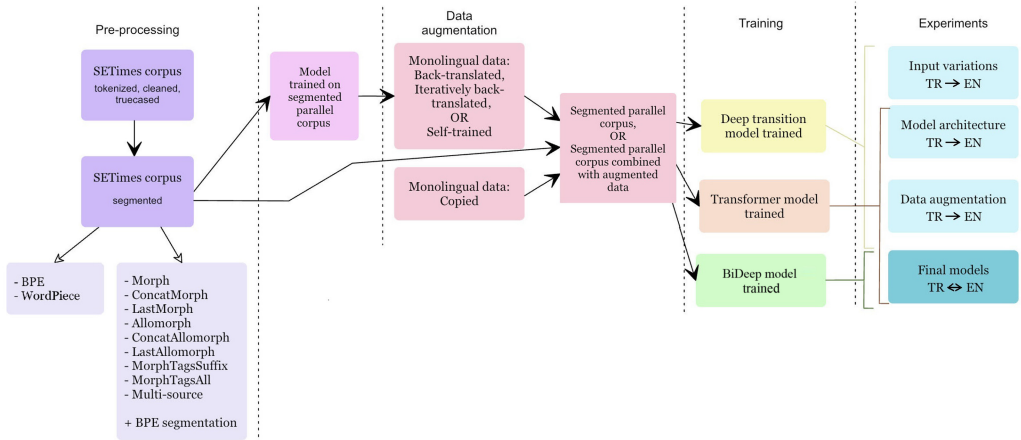 Pre-processing
Data
augmentation
Training
Experiments
SETimes corpus
tokenized, cleaned,
truecased
SETimes corpus
segmented
- BPE
- WordPiece
- Morph
- ConcatMorph
- LastMorph
- Allomorph
- ConcatAllomorph
- LastAllomorph
- MorphTagsSuffix
- MorphTagsAll
- Multi-source
+ BPE segmentation
Model
trained on
segmented
parallel
corpus
Monolingual data:
Back-translated,
Iteratively back-
translated,
OR
Self-trained
Monolingual data:
Copied
Segmented parallel
corpus,
OR
Segmented parallel
corpus combined
with augmented
data
Deep transition
model trained
Transformer model
trained
BiDeep model
trained
Input variations
TR → EN
Model architecture
TR → EN
Data augmentation
TR → EN
Final models
TR ↔ EN